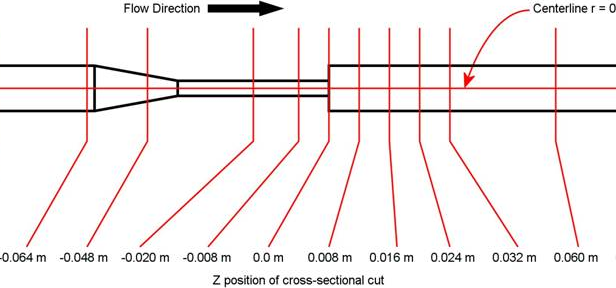 Flow Direction
Centerline r = 0
-0.064 m -0.048 m -0.020 m -0.008 m 0.0 m 0.008 m 0.016 m 0.024 m 0.032 m 0.060 m
Z position of cross-sectional cut